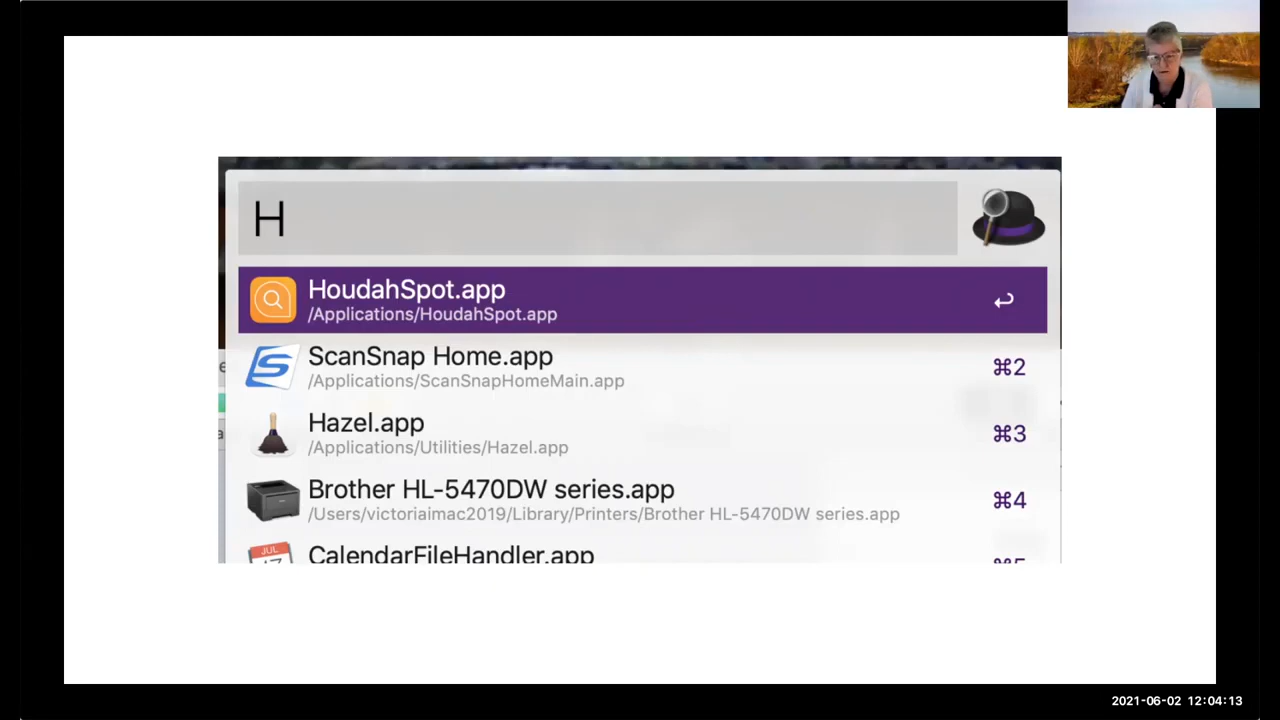 H
HoudahSpot.app
/Applications/HoudahSpot.app
ScanSnap Home.app
/Applications/ScanSnapHomeMain.app
⌘2
Hazel.app
/Applications/Utilities/Hazel.app
⌘3
Brother HL-5470DW series.app
/Users/victoriaimac2019/Library/Printers/Brother HL-5470DW series.app
⌘4
JUL
CalendarFileHandler.app
⌘5
2021-06-02 12:04:13